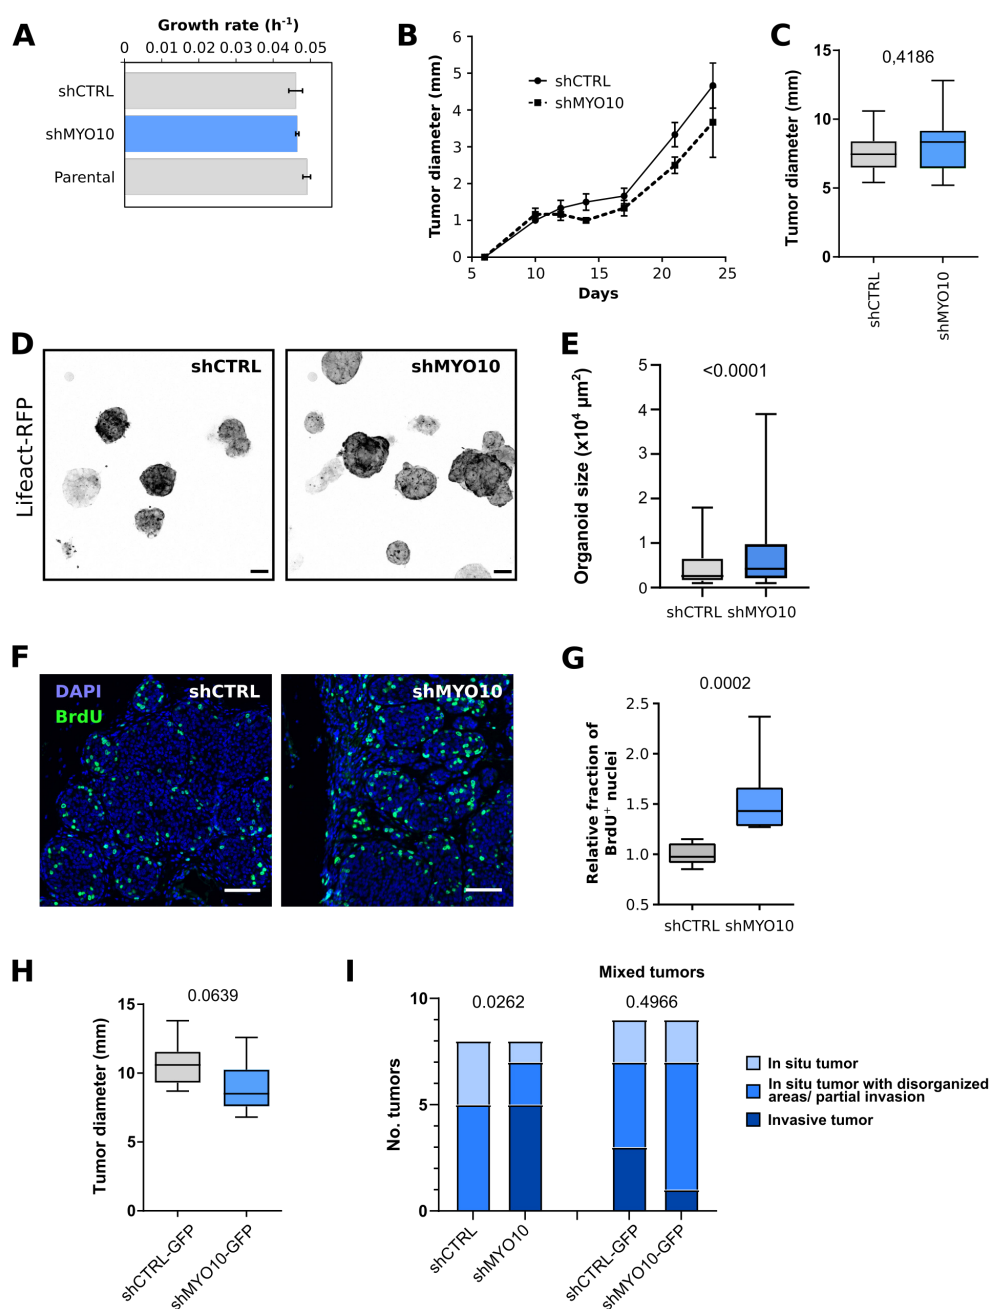 A
Growth rate (h-1)
0 0.01 0.02 0.03 0.04 0.05
shCTRL
shMYO10
Parental
B
Tumor diameter (mm)
6
5
4
3
2
1
0
shCTRL
shMYO10
5 10 15 20 25
Days
C
Tumor diameter (mm)
15
10
5
0
0,4186
shCTRL
shMYO10
D
Lifeact-RFP
shCTRL
shMYO10
E
Organoid size (x10⁴ µm²)
5
4
3
2
1
0
<0.0001
shCTRL shMYO10
F
DAPI
BrdU
shCTRL
shMYO10
G
0.0002
Relative fraction of
BrdU⁺ nuclei
2.5
2.0
1.5
1.0
0.5
shCTRL shMYO10
H
Tumor diameter (mm)
15
10
5
0
0.0639
shCTRL-GFP
shMYO10-GFP
I
Mixed tumors
No. tumors
10
5
0
0.0262
0.4966
shCTRL
shMYO10
shCTRL-GFP
shMYO10-GFP
In situ tumor
In situ tumor with disorganized
areas/ partial invasion
Invasive tumor